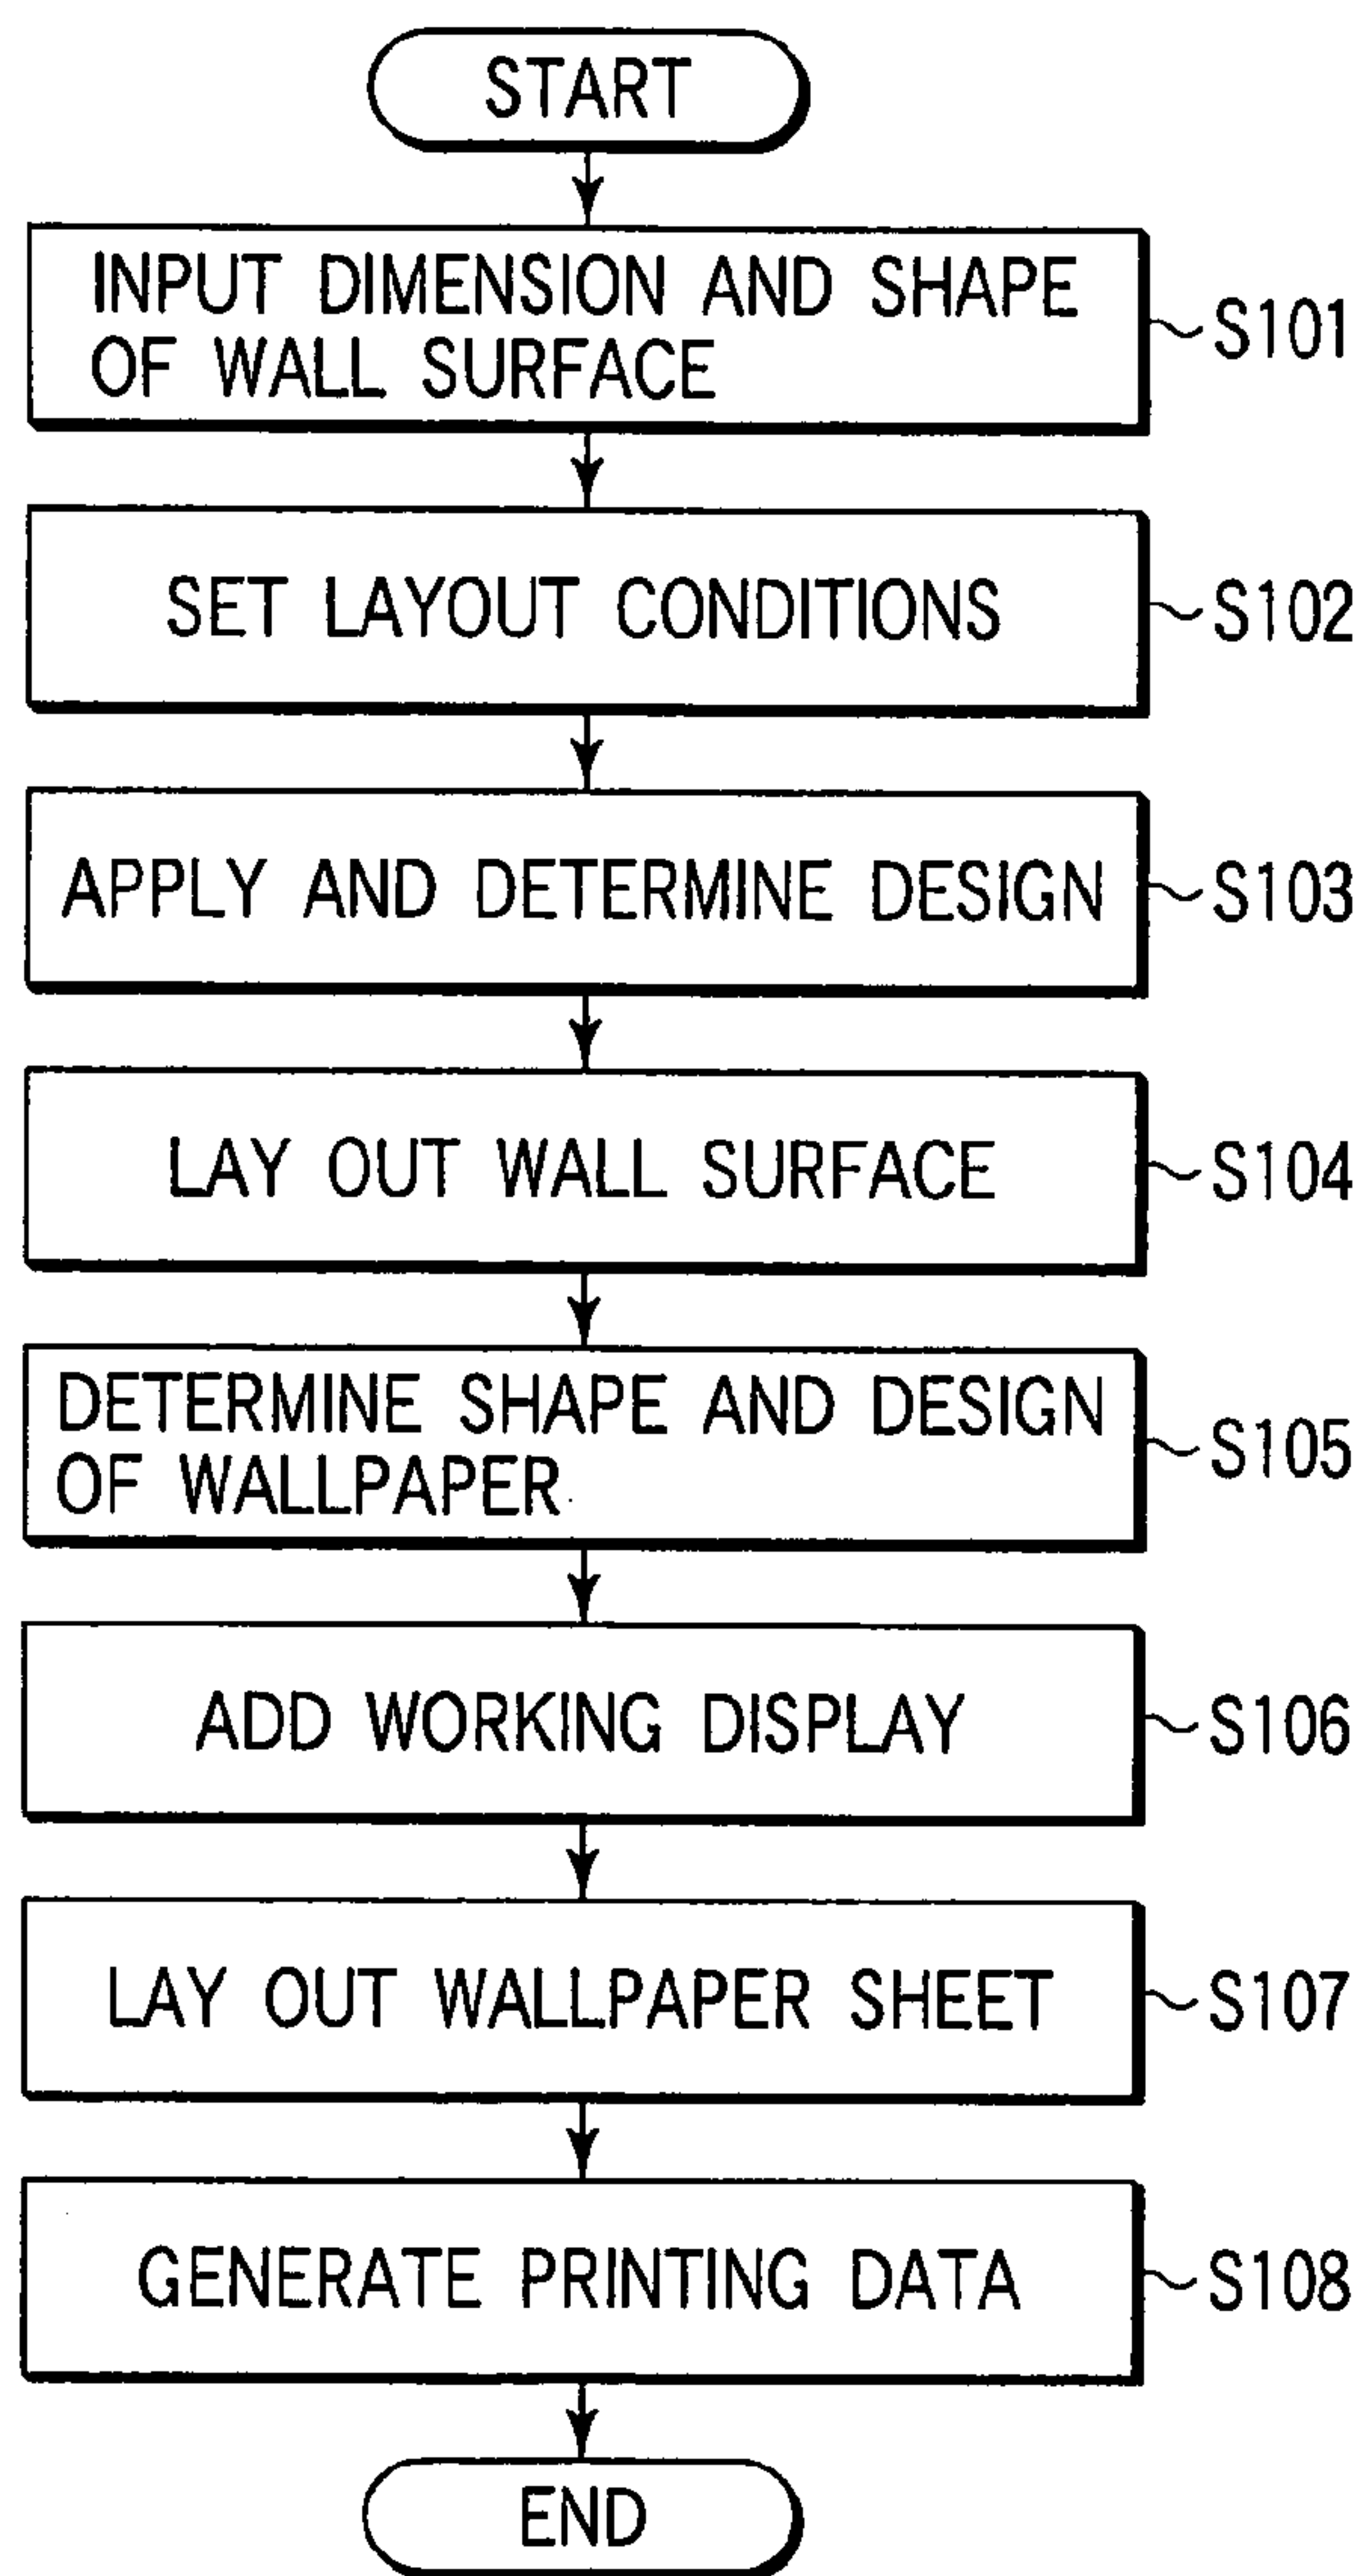 START
INPUT DIMENSION AND SHAPE
OF WALL SURFACE
S101
SET LAYOUT CONDITIONS
S102
APPLY AND DETERMINE DESIGN
S103
LAY OUT WALL SURFACE
S104
DETERMINE SHAPE AND DESIGN
OF WALLPAPER
S105
ADD WORKING DISPLAY
S106
LAY OUT WALLPAPER SHEET
S107
GENERATE PRINTING DATA
S108
END